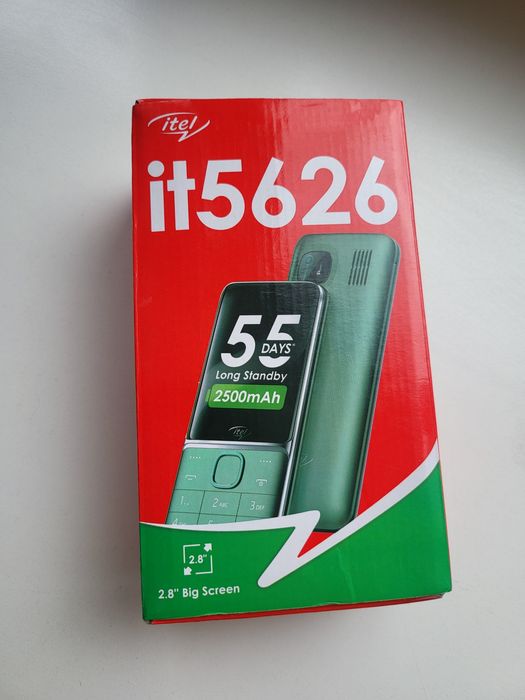 itel
it5626
55
DAYS*
Long Standby
2500mAh
itel
1
2 ABC
3 DEF
2.8"
2.8" Big Screen